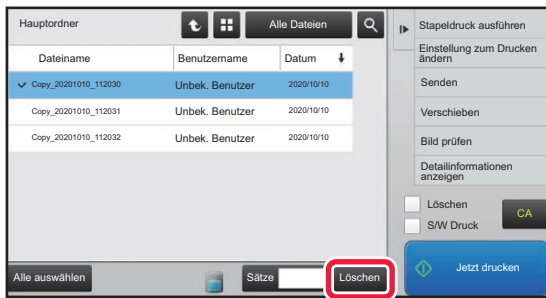 Hauptordner
Alle Dateien
Dateiname Benutzername Datum
Copy_20201010_112030 Unbek. Benutzer 2020/10/10
Copy_20201010_112031 Unbek. Benutzer 2020/10/10
Copy_20201010_112032 Unbek. Benutzer 2020/10/10
Alle auswählen
Sätze
Löschen
Stapeldruck ausführen
Einstellung zum Drucken
ändern
Senden
Verschieben
Bild prüfen
Detailinformationen
anzeigen
Löschen
S/W Druck
CA
Jetzt drucken